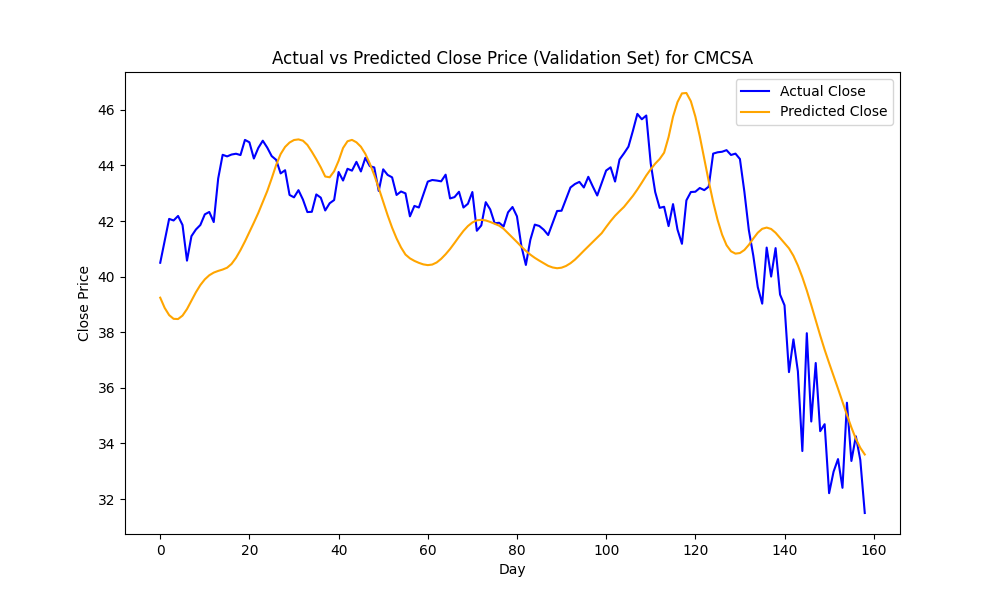 Actual vs Predicted Close Price (Validation Set) for CMCSA
Actual Close
Predicted Close
Close Price
46
44
42
40
38
36
34
32
0 20 40 60 80 100 120 140 160
Day